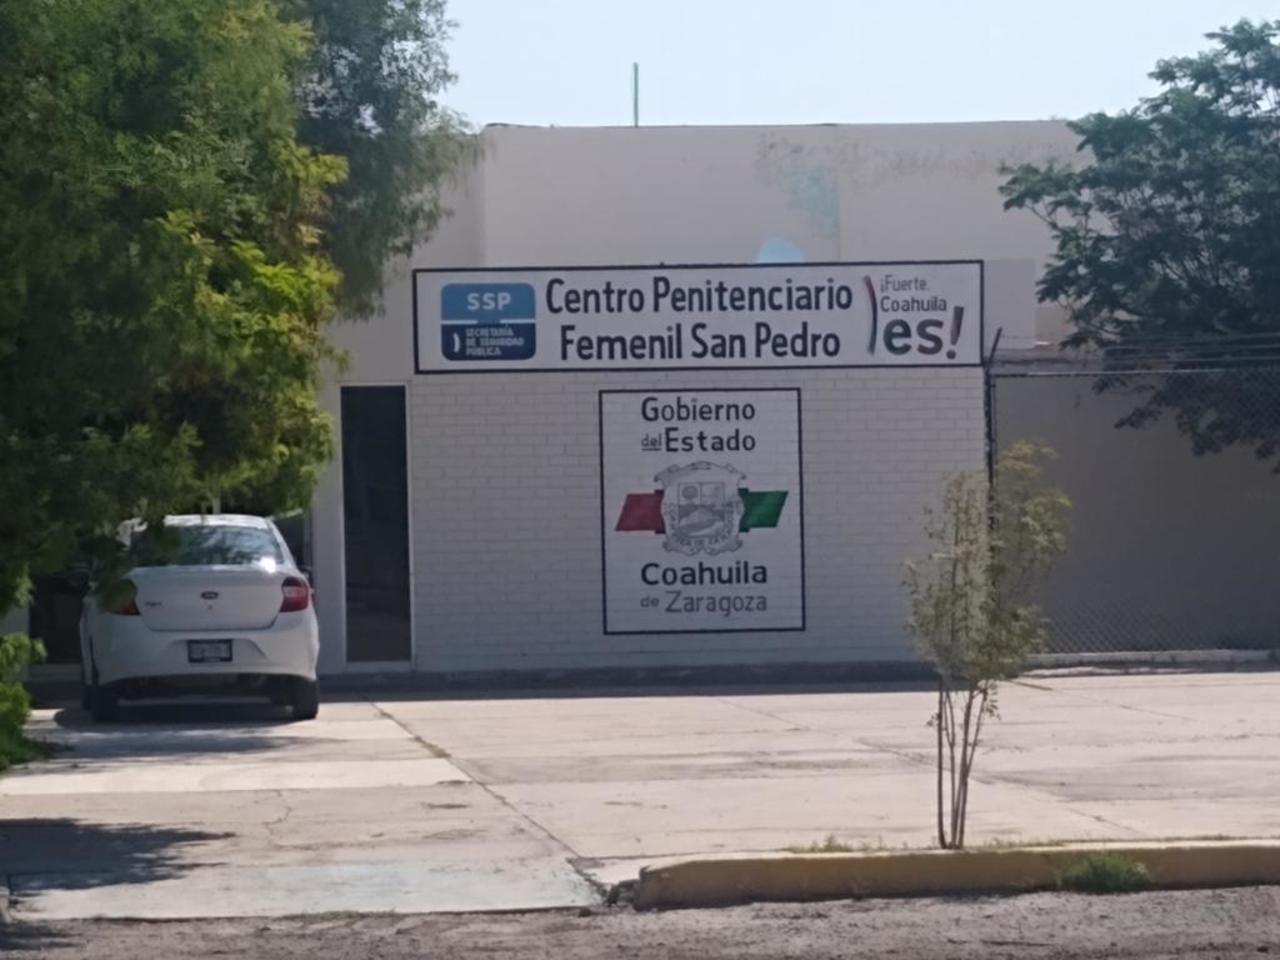 SSP
SECRETARÍA
DE SEGURIDAD
PÚBLICA
Centro Penitenciario
Femenil San Pedro
¡Fuerte.
Coahuila
es!
Gobierno
del Estado
Coahuila
de Zaragoza